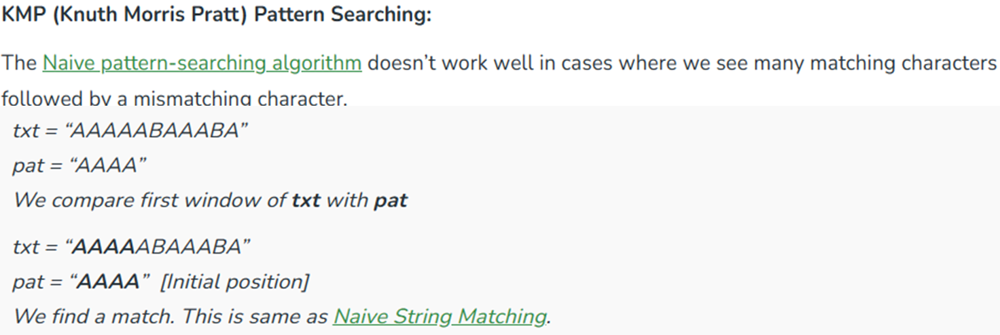 KMP (Knuth Morris Pratt) Pattern Searching:
The Naive pattern-searching algorithm doesn’t work well in cases where we see many matching characters
followed by a mismatching character.
txt = “AAAAABAAABA”
pat = “AAAA”
We compare first window of txt with pat
txt = “AAAAABAAABA”
pat = “AAAA” [Initial position]
We find a match. This is same as Naive String Matching.